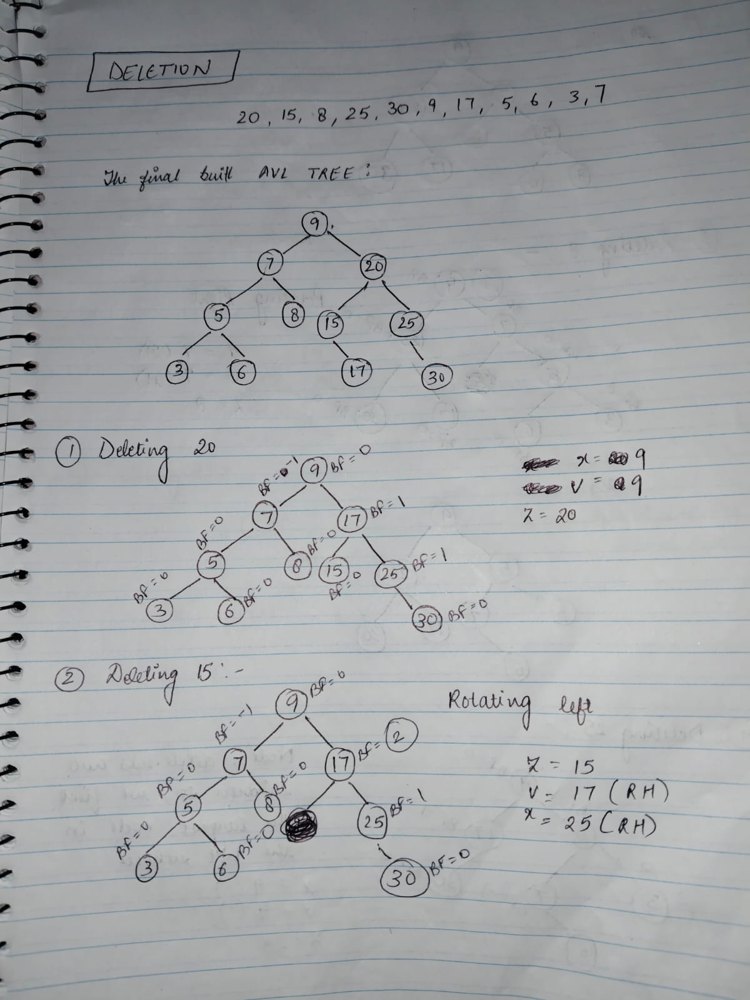 DELETION
20, 15, 8, 25, 30, 9, 17, 5, 6, 3, 7
The final built AVL TREE:
9
7 20
5 8 15 25
3 6 17 30
① Deleting 20
BF=-1 9 BF=0
x= 9
v = 9
z= 20
7 17 BF=1
BF=0 5 8 BF=0 15 BF=0 25 BF=1
BF=0 3 6 BF=0 30 BF=0
② Deleting 15:-
9 BF=0
Rotating left
BF=-1 7 17 BF=2
z= 15
v= 17 (RH)
x= 25 (RH)
BF=0 5 8 BF=0 25 BF=1
BF=0 3 6 BF=0 30 BF=0